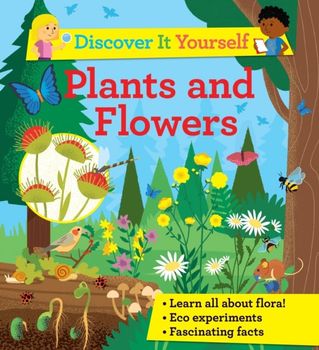 Discover It Yourself
Plants and
Flowers
• Learn all about flora!
• Eco experiments
• Fascinating facts